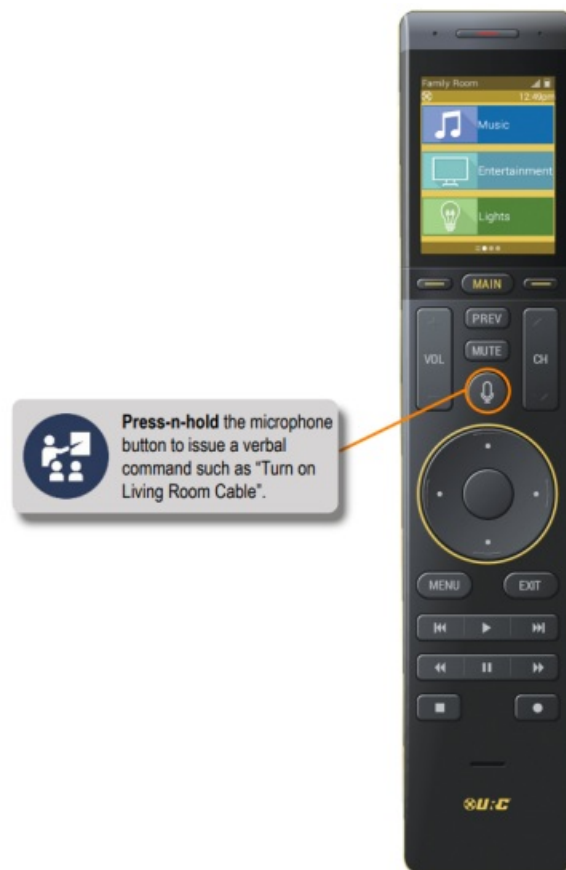 Family Room
12:49pm
Music
Entertainment
Lights
MAIN
PREV
VOL
MUTE
CH
Press-n-hold the microphone
button to issue a verbal
command such as “Turn on
Living Room Cable”.
MENU
EXIT
URC